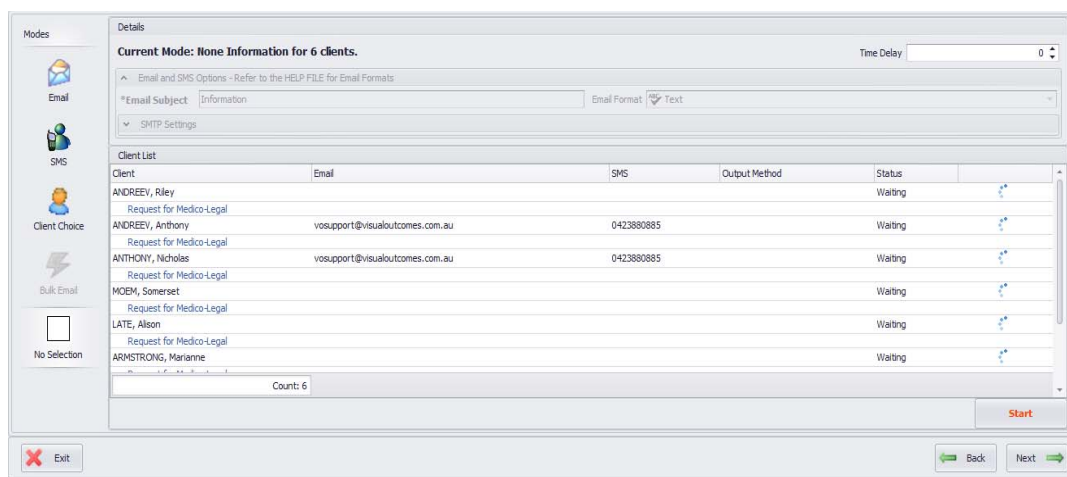 Modes
Email
SMS
Client Choice
Bulk Email
No Selection
Details
Current Mode: None Information for 6 clients.
Time Delay 0
Email and SMS Options - Refer to the HELP FILE for Email Formats
*Email Subject Information Email Format ABC Text
SMTP Settings
Client List
Client Email SMS Output Method Status
ANDREEV, Riley Waiting
Request for Medico-Legal
ANDREEV, Anthony vosupport@visualoutcomes.com.au 0423880885 Waiting
Request for Medico-Legal
ANTHONY, Nicholas vosupport@visualoutcomes.com.au 0423880885 Waiting
Request for Medico-Legal
MOEM, Somerset Waiting
Request for Medico-Legal
LATE, Alison Waiting
Request for Medico-Legal
ARMSTRONG, Marianne Waiting
Count: 6
Start
Exit
Back
Next